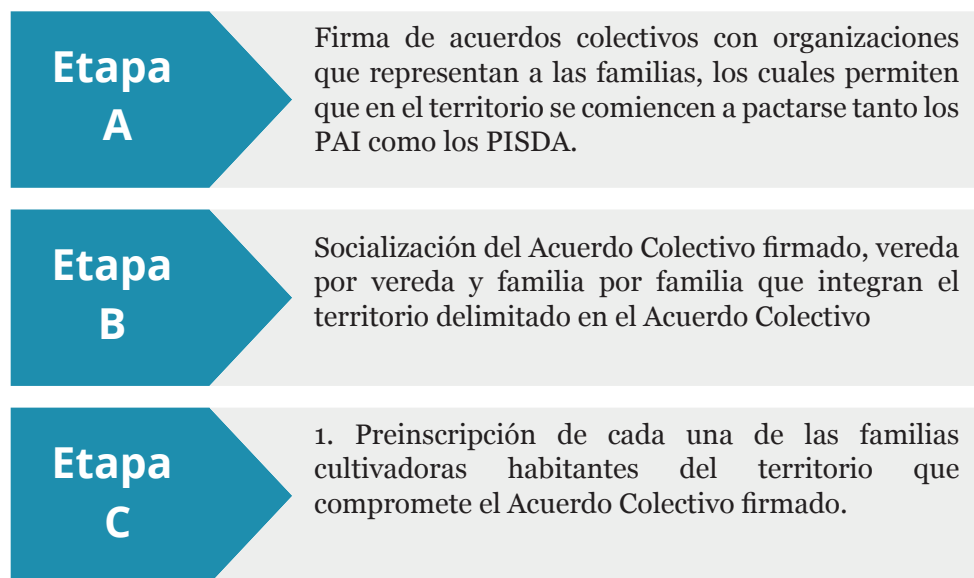 Etapa
A
Firma de acuerdos colectivos con organizaciones
que representan a las familias, los cuales permiten
que en el territorio se comiencen a pactarse tanto los
PAI como los PISDA.
Etapa
B
Socialización del Acuerdo Colectivo firmado, vereda
por vereda y familia por familia que integran el
territorio delimitado en el Acuerdo Colectivo
Etapa
C
1. Preinscripción de cada una de las familias
cultivadoras habitantes del territorio que
compromete el Acuerdo Colectivo firmado.